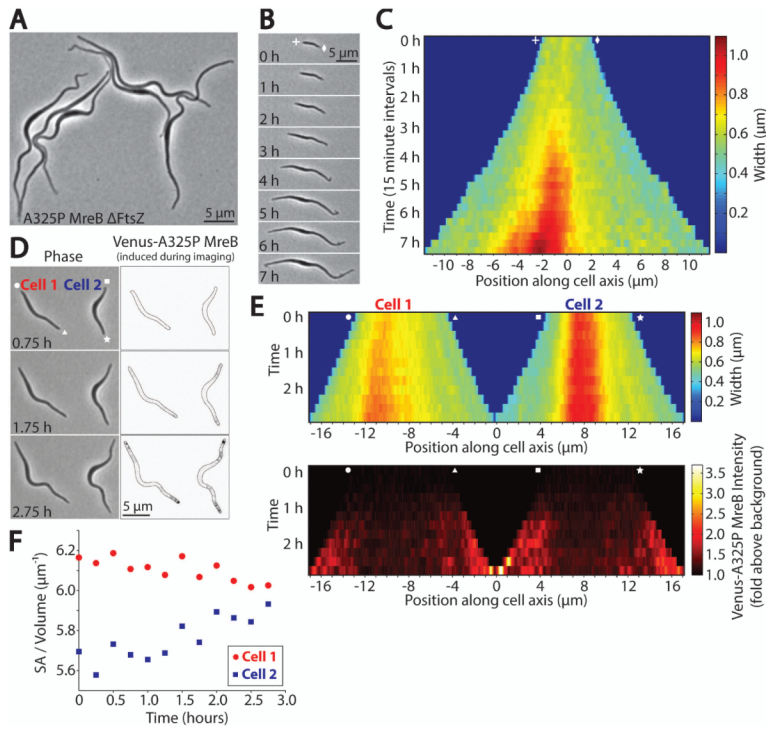 A
A325P MreB ΔFtsZ
5 µm
B
0 h
5 µm
1 h
2 h
3 h
4 h
5 h
6 h
7 h
C
0 h
1 h
2 h
3 h
4 h
5 h
6 h
7 h
Time (15 minute intervals)
-10 -8 -6 -4 -2 0 2 4 6 8 10
Position along cell axis (µm)
1.0
0.8
0.6
0.4
0.2
Width (µm)
D
Phase
Venus-A325P MreB
(induced during imaging)
Cell 1 Cell 2
0.75 h
1.75 h
2.75 h
5 µm
E
Cell 1 Cell 2
0 h
1 h
2 h
Time
-16 -12 -8 -4 0 4 8 12 16
Position along cell axis (µm)
1.0
0.8
0.6
0.4
0.2
Width (µm)
0 h
1 h
2 h
Time
-16 -12 -8 -4 0 4 8 12 16
Position along cell axis (µm)
3.5
3.0
2.5
2.0
1.5
1.0
Venus-A325P MreB Intensity
(fold above background)
F
6.2
6.0
5.8
5.6
SA / Volume (µm⁻¹)
Cell 1
Cell 2
0 0.5 1.0 1.5 2.0 2.5 3.0
Time (hours)